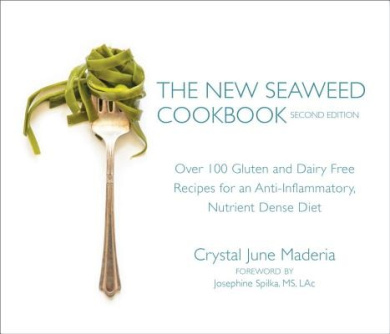 THE NEW SEAWEED
COOKBOOK SECOND EDITION
Over 100 Gluten and Dairy Free
Recipes for an Anti-Inflammatory,
Nutrient Dense Diet
Crystal June Maderia
FOREWORD BY
Josephine Spilka, MS, LAc